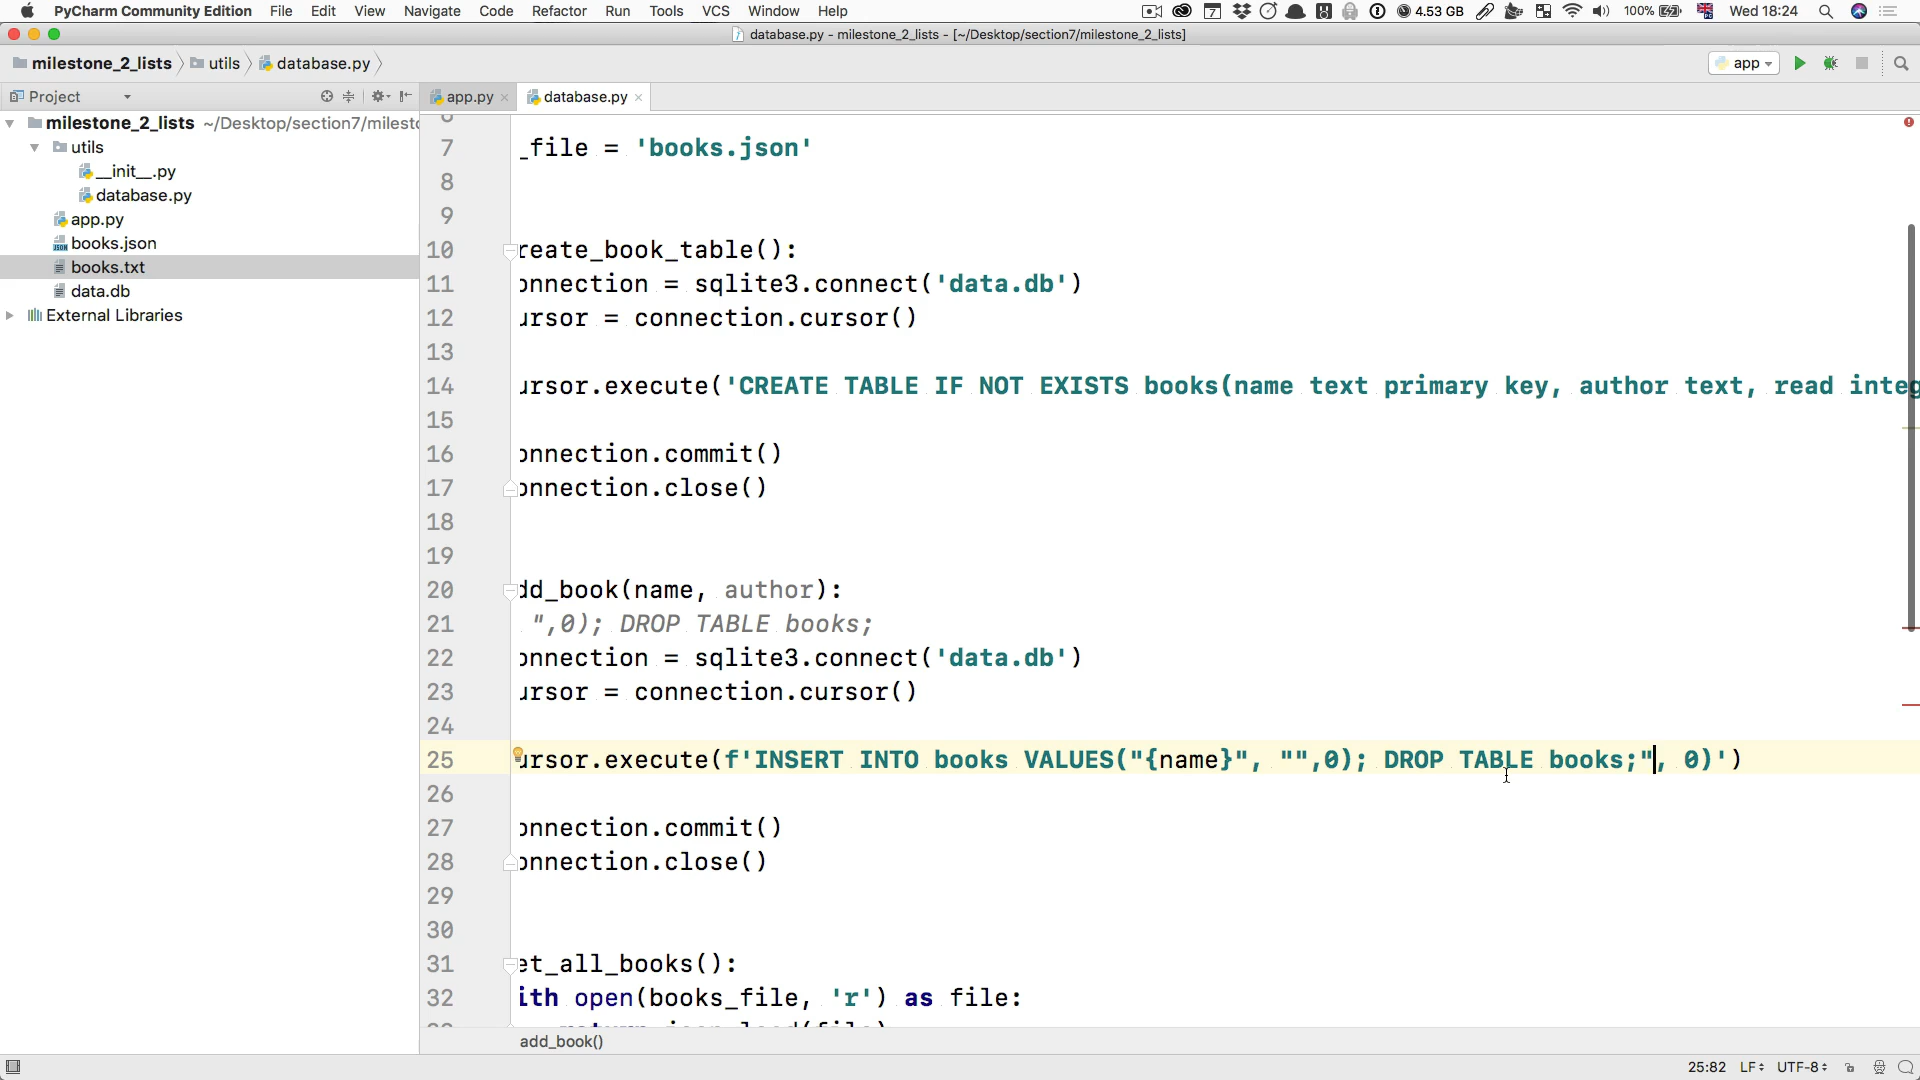 PyCharm Community Edition File Edit View Navigate Code Refactor Run Tools VCS Window Help 4.53 GB 100% Wed 18:24
database.py - milestone_2_lists - [~/Desktop/section7/milestone_2_lists]
milestone_2_lists utils database.py app
Project app.py database.py
milestone_2_lists ~/Desktop/section7/milest
utils
__init__.py
database.py
app.py
books.json
books.txt
data.db
External Libraries
7 _file = 'books.json'
8
9
10 reate_book_table():
11 onnection = sqlite3.connect('data.db')
12 ursor = connection.cursor()
13
14 ursor.execute('CREATE TABLE IF NOT EXISTS books(name text primary key, author text, read integ
15
16 onnection.commit()
17 onnection.close()
18
19
20 dd_book(name, author):
21 ",0); DROP TABLE books;
22 onnection = sqlite3.connect('data.db')
23 ursor = connection.cursor()
24
25 ursor.execute(f'INSERT INTO books VALUES("{name}", "",0); DROP TABLE books;", 0)')
26
27 onnection.commit()
28 onnection.close()
29
30
31 et_all_books():
32 ith open(books_file, 'r') as file:
add_book()
25:82 LF UTF-8